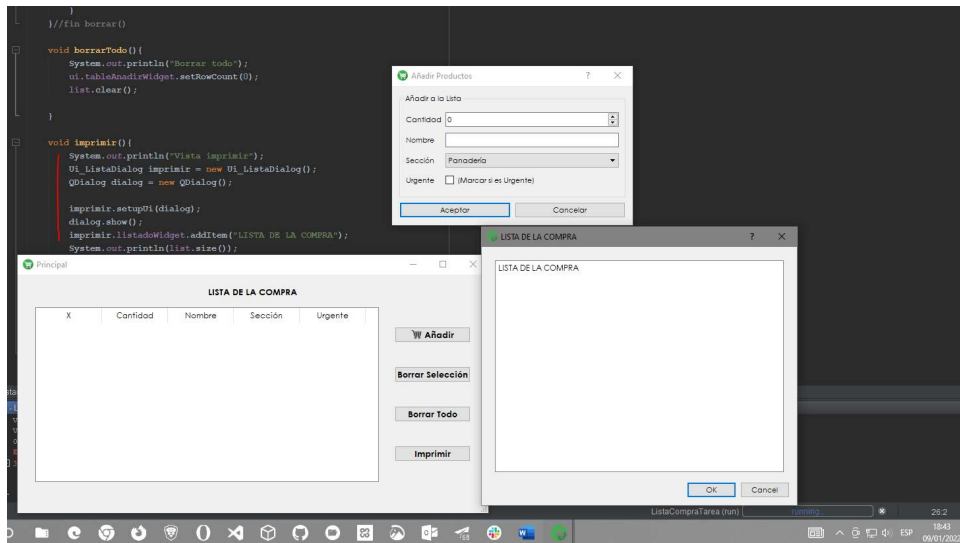 }
}//fin borrar()
void borrarTodo(){
System.out.println("Borrar todo");
ui.tableAnadirWidget.setRowCount(0);
list.clear();
}
void imprimir(){
System.out.println("Vista imprimir");
Ui_ListaDialog imprimir = new Ui_ListaDialog();
QDialog dialog = new QDialog();
imprimir.setupUi(dialog);
dialog.show();
imprimir.listadoWidget.addItem("LISTA DE LA COMPRA");
System.out.println(list.size());
Añadir Productos
Añadir a la Lista
Cantidad 0
Nombre
Sección Panadería
Urgente (Marcar si es Urgente)
Aceptar Cancelar
LISTA DE LA COMPRA
LISTA DE LA COMPRA
OK Cancel
Principal
LISTA DE LA COMPRA
X Cantidad Nombre Sección Urgente
Añadir
Borrar Selección
Borrar Todo
Imprimir
ListaCompraTarea (run) running... 26:2
ESP 18:43
09/01/2022